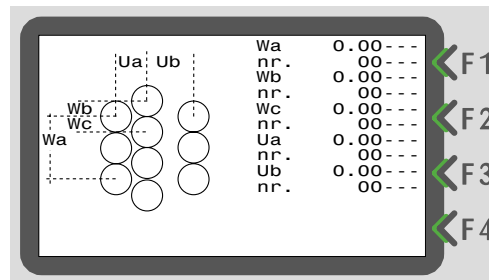 Ua Ub
Wb
Wc
Wa
Wa 0.00---
nr. 00---
Wb 0.00---
nr. 00---
Wc 0.00---
nr. 00---
Ua 0.00---
nr. 00---
Ub 0.00---
nr. 00---
F1
F2
F3
F4